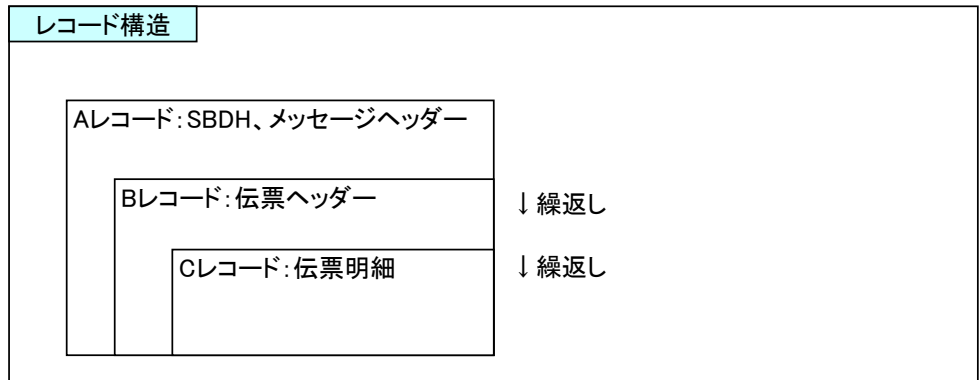 レコード構造
Aレコード：SBDH、メッセージヘッダー
Bレコード：伝票ヘッダー
↓繰返し
Cレコード：伝票明細
↓繰返し